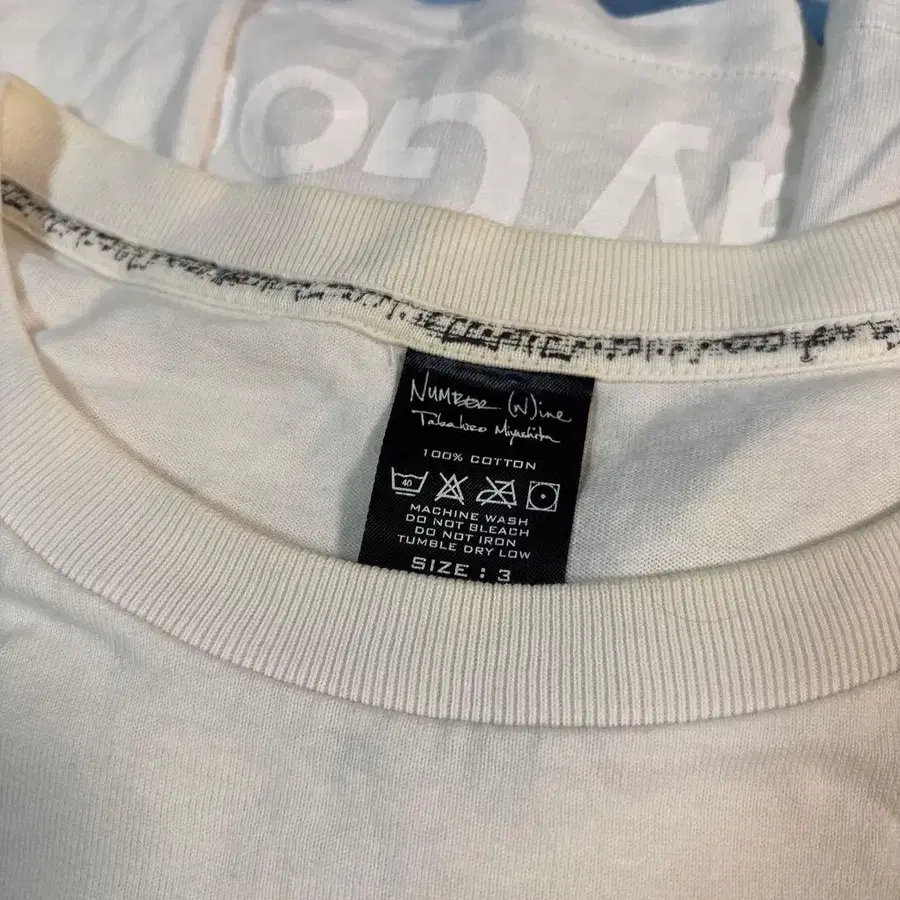 NUMBER (N)ine
Takahiro Miyashita
100% COTTON
40
MACHINE WASH
DO NOT BLEACH
DO NOT IRON
TUMBLE DRY LOW
SIZE : 3